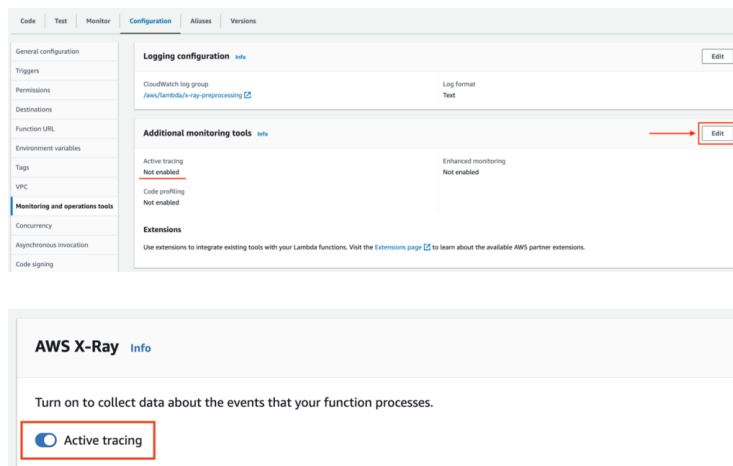 Code Test Monitor Configuration Aliases Versions
General configuration
Triggers
Permissions
Destinations
Function URL
Environment variables
Tags
VPC
Monitoring and operations tools
Concurrency
Asynchronous invocation
Code signing
Logging configuration Info Edit
CloudWatch log group Log format
/aws/lambda/x-ray-preprocessing Text
Additional monitoring tools Info Edit
Active tracing Enhanced monitoring
Not enabled Not enabled
Code profiling
Not enabled
Extensions
Use extensions to integrate existing tools with your Lambda functions. Visit the Extensions page to learn about the available AWS partner extensions.
AWS X-Ray Info
Turn on to collect data about the events that your function processes.
Active tracing